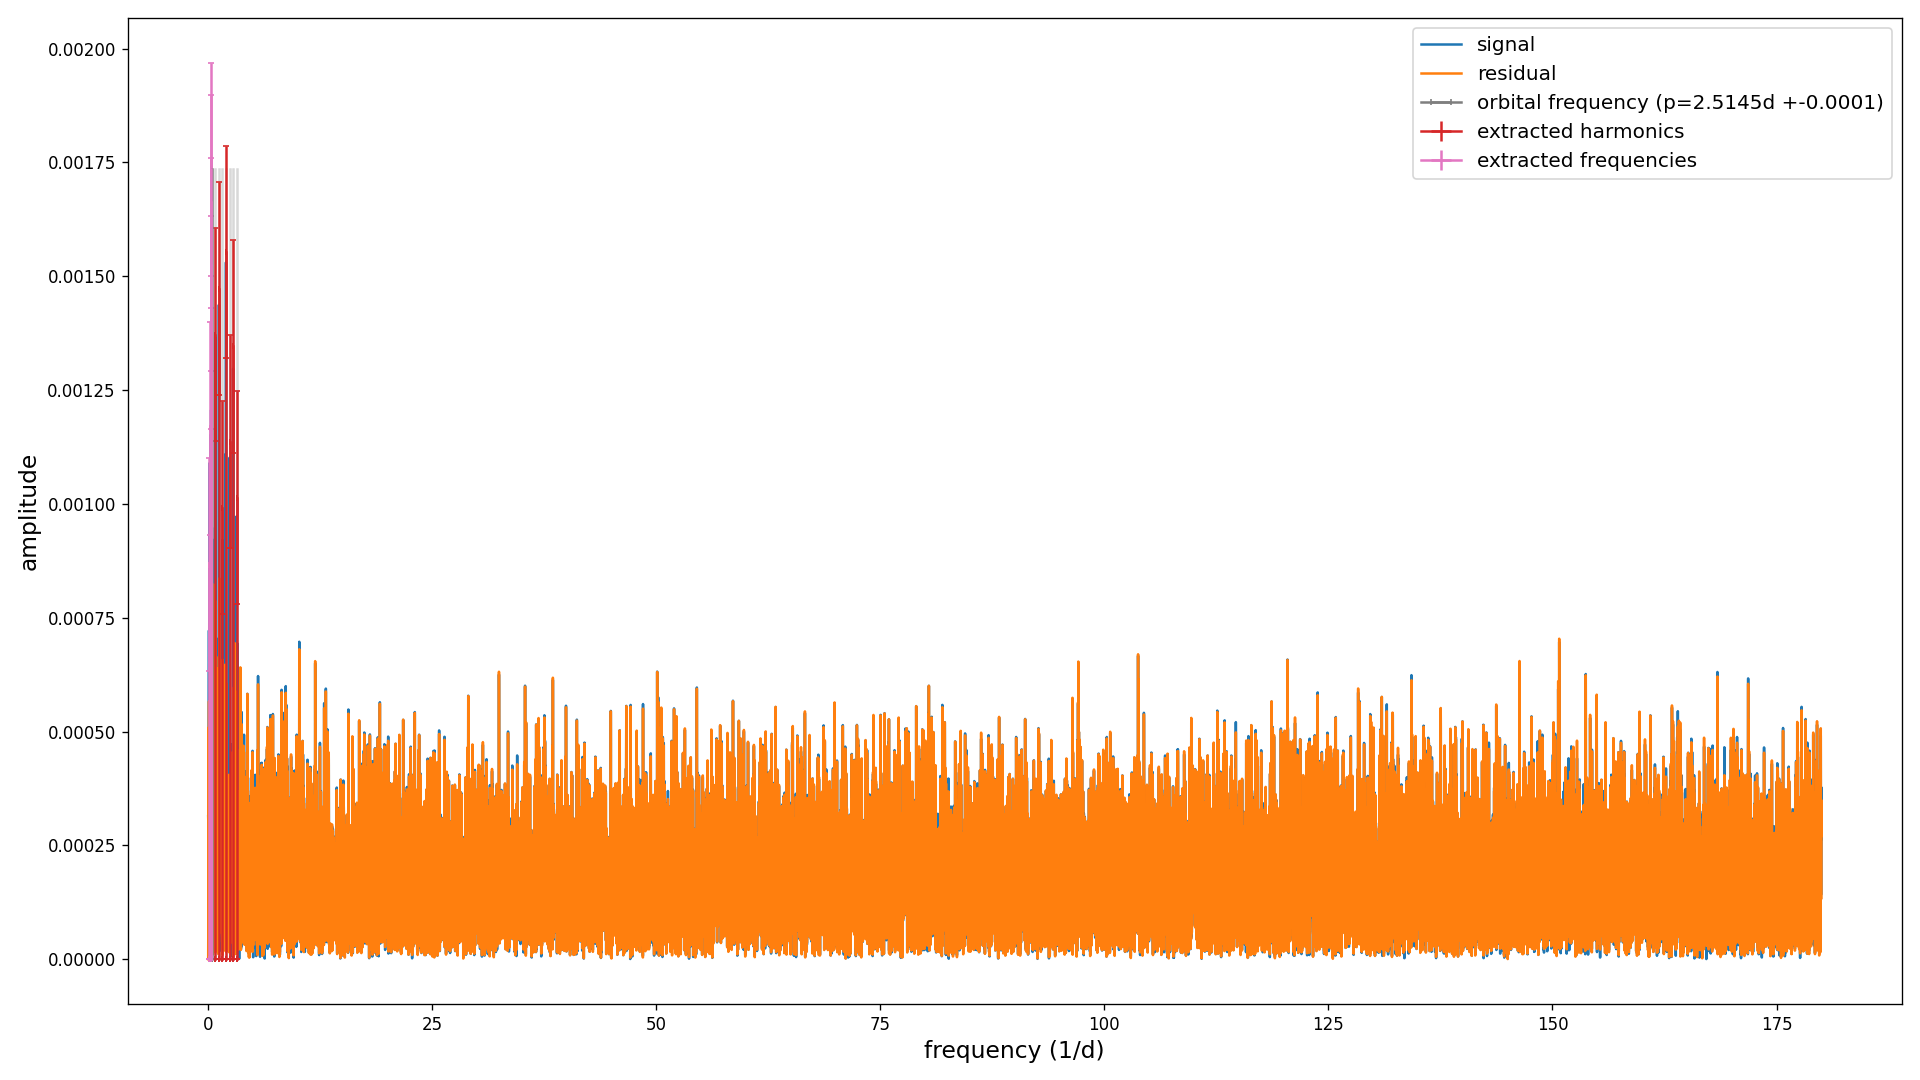 signal
residual
orbital frequency (p=2.5145d +-0.0001)
extracted harmonics
extracted frequencies
0.00200
0.00175
0.00150
0.00125
0.00100
0.00075
0.00050
0.00025
0.00000
amplitude
0 25 50 75 100 125 150 175
frequency (1/d)